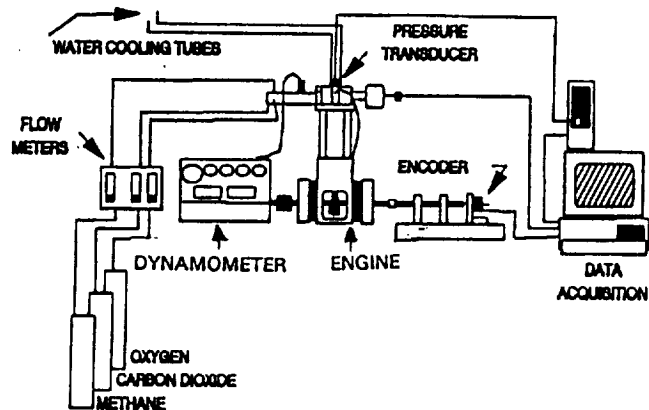 WATER COOLING TUBES
PRESSURE
TRANSDUCER
FLOW
METERS
ENCODER
DYNAMOMETER
ENGINE
DATA
ACQUISITION
OXYGEN
CARBON DIOXIDE
METHANE